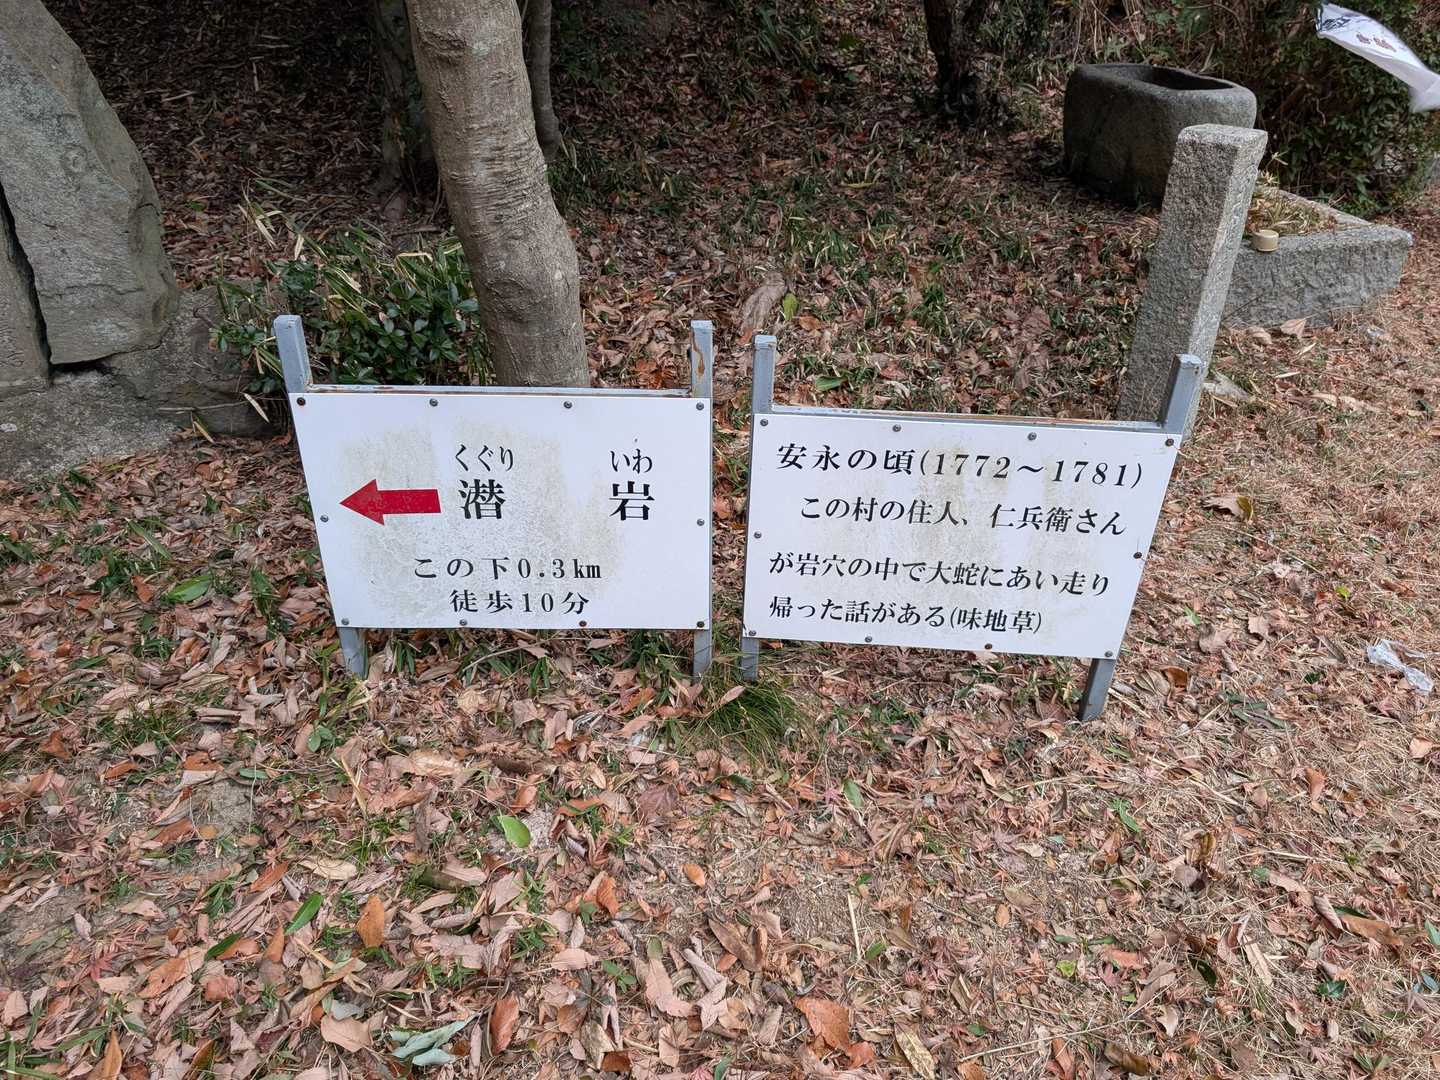 くぐり いわ
潜 岩
この下0.3km
徒歩10分
安永の頃(1772～1781)
この村の住人、仁兵衛さん
が岩穴の中で大蛇にあい走り
帰った話がある(味地草)